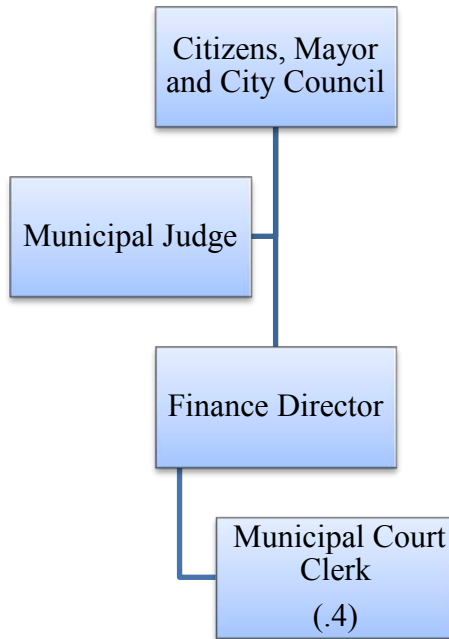 Citizens, Mayor
and City Council
Municipal Judge
Finance Director
Municipal Court
Clerk
(.4)